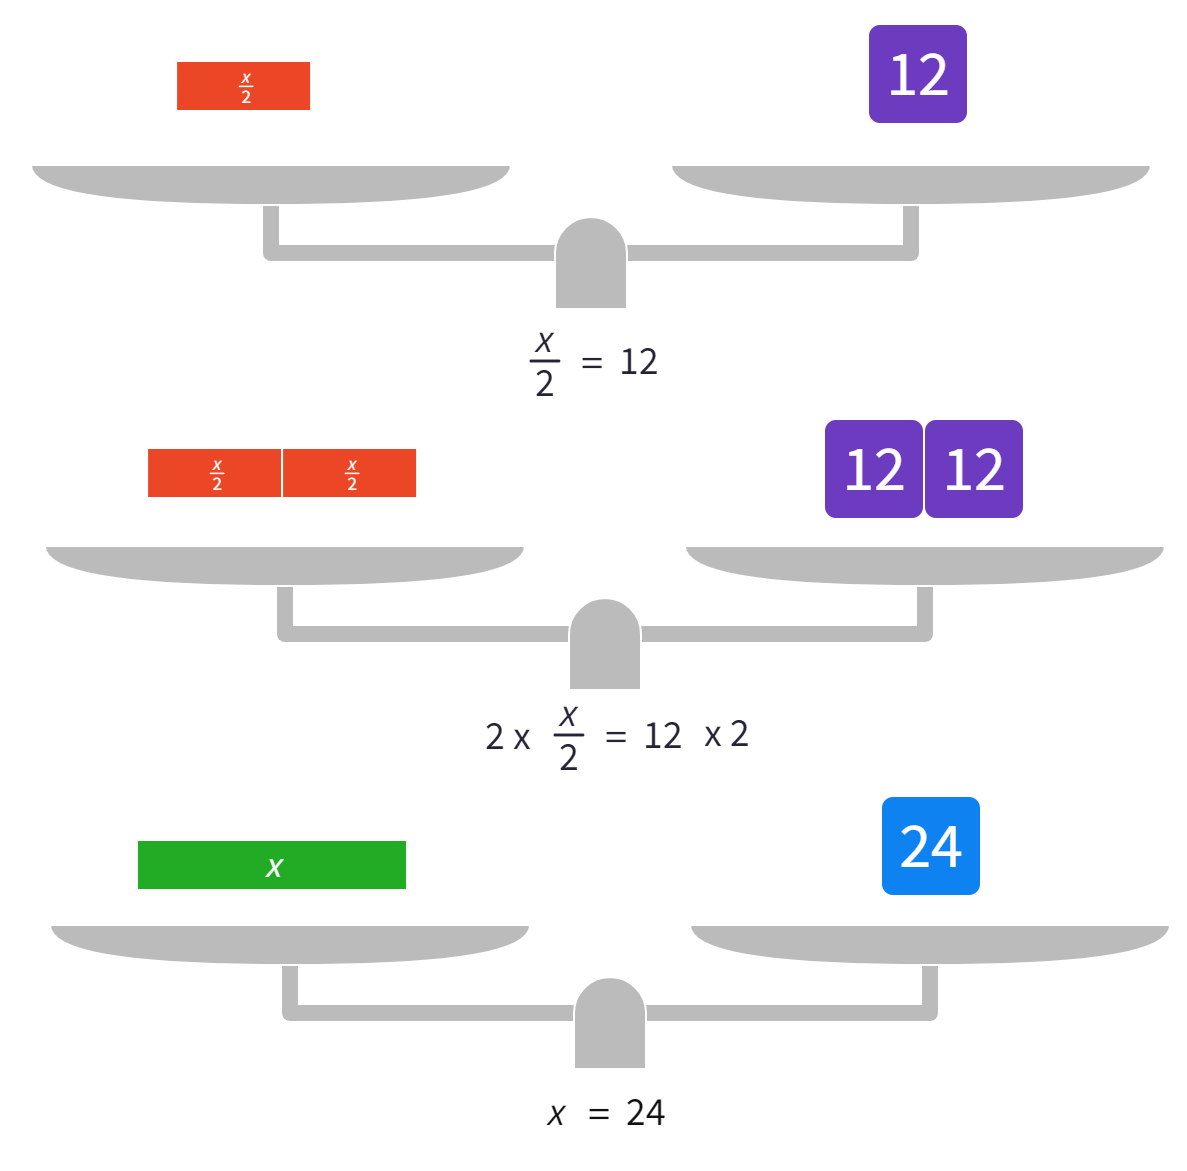 x/2 12
x/2 = 12
x/2 x/2 12 12
2 x x/2 = 12 x 2
x 24
x = 24